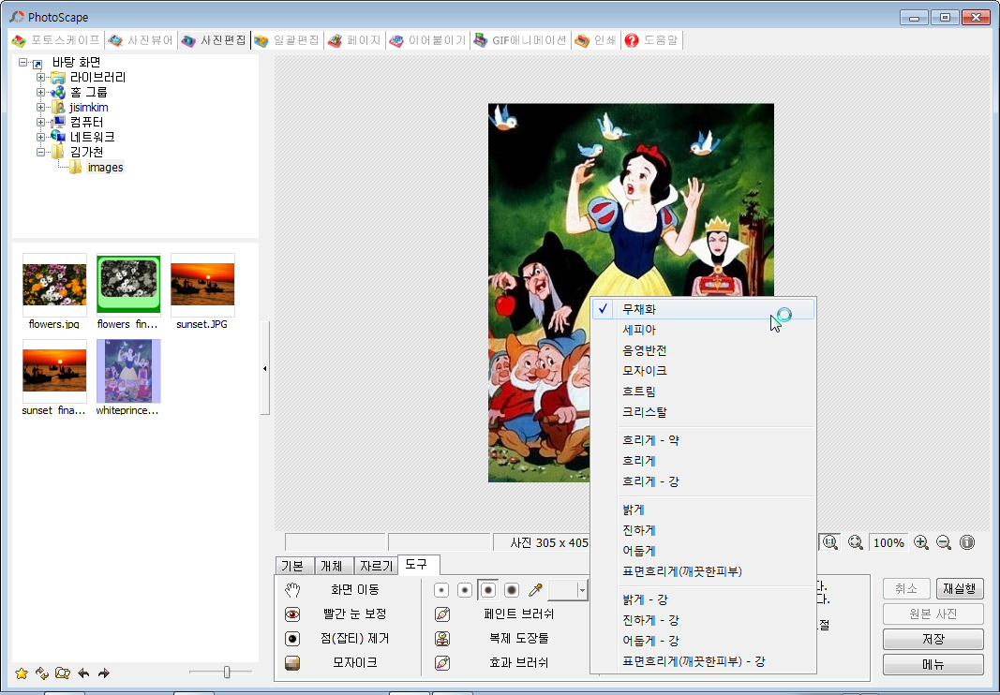 PhotoScape
포토스케이프 사진뷰어 사진편집 일괄편집 페이지 이어붙이기 GIF애니메이션 인쇄 도움말
바탕 화면
라이브러리
홈 그룹
jisimkim
컴퓨터
네트워크
김가천
images
flowers.jpg flowers_fin... sunset.JPG
sunset_fina... whiteprince...
무채화
세피아
음영반전
모자이크
흐트림
크리스탈
흐리게 - 약
흐리게
흐리게 - 강
밝게
진하게
어둡게
표면흐리게(깨끗한피부)
밝게 - 강
진하게 - 강
어둡게 - 강
표면흐리게(깨끗한피부) - 강
사진 305 x 405
1:1
100%
기본 개체 자르기 도구
화면 이동
빨간 눈 보정 페인트 브러쉬
점(잡티) 제거 복제 도장툴
모자이크 효과 브러쉬
다.
다.
절
취소 재실행
원본 사진
저장
메뉴